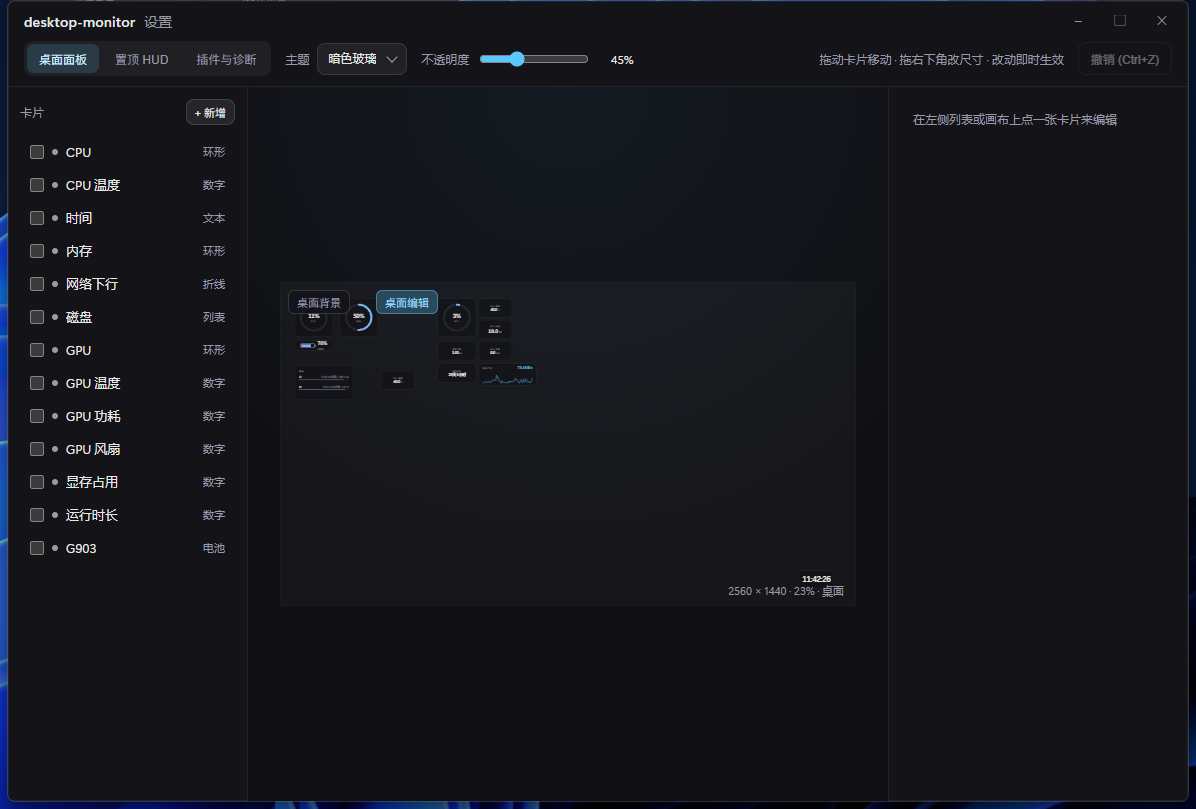 desktop-monitor 设置
桌面面板 置顶 HUD 插件与诊断 主题 暗色玻璃 不透明度 45% 拖动卡片移动 · 拖右下角改尺寸 · 改动即时生效 撤销 (Ctrl+Z)
卡片 + 新增
在左侧列表或画布上点一张卡片来编辑
CPU 环形
CPU 温度 数字
时间 文本
内存 环形
网络下行 折线
磁盘 列表
GPU 环形
GPU 温度 数字
GPU 功耗 数字
GPU 风扇 数字
显存占用 数字
运行时长 数字
G903 电池
桌面背景 桌面编辑
11% 58% 3%
78%
11:42:26
2560 × 1440 · 23% · 桌面